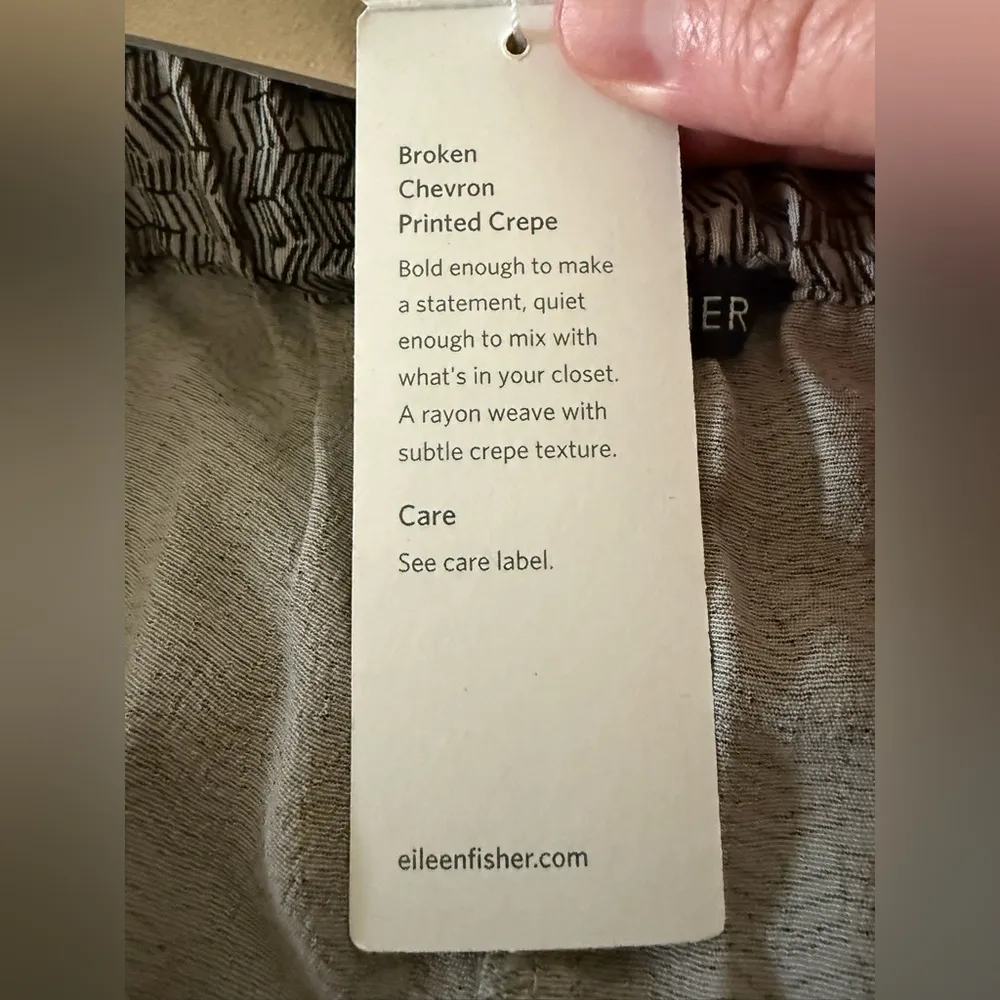 Broken
Chevron
Printed Crepe
Bold enough to make
a statement, quiet
enough to mix with
what's in your closet.
A rayon weave with
subtle crepe texture.
Care
See care label.
eileenfisher.com
HER